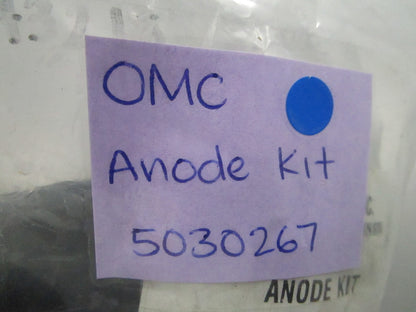 OMC
Anode Kit
5030267
ANODE KIT